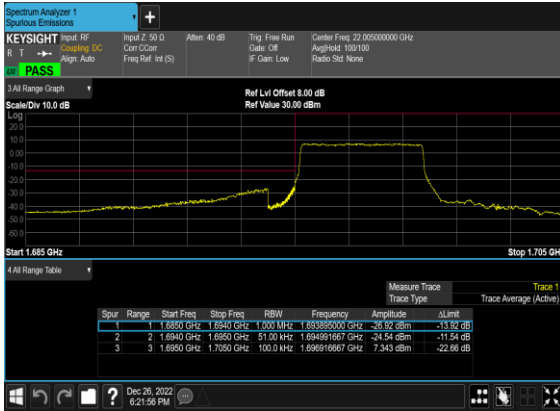 Spectrum Analyzer 1
Spurious Emissions
KEYSIGHT
Input: RF
Input Z: 50 Ω
Atten: 40 dB
Trig: Free Run
Center Freq: 22.005000000 GHz
R T
Coupling: DC
Corr CCorr
Gate: Off
Avg|Hold: 100/100
Align: Auto
Freq Ref: Int (S)
IF Gain: Low
Radio Std: None
PASS
3 All Range Graph
Ref Lvl Offset 8.00 dB
Scale/Div 10.0 dB
Ref Value 30.00 dBm
Log
20.0
10.0
0.00
-10.0
-20.0
-30.0
-40.0
-50.0
-60.0
Start 1.685 GHz
Stop 1.705 GH
4 All Range Table
Measure Trace Trace 1
Trace Type Trace Average (Active)
Spur Range Start Freq Stop Freq RBW Frequency Amplitude ΔLimit
1 1 1.6850 GHz 1.6940 GHz 1.000 MHz 1.693895000 GHz -26.92 dBm -13.92 dB
2 2 1.6940 GHz 1.6950 GHz 51.00 kHz 1.694991667 GHz -24.54 dBm -11.54 dB
3 3 1.6950 GHz 1.7050 GHz 100.0 kHz 1.696916667 GHz 7.343 dBm -22.66 dB
Dec 26, 2022
6:21:56 PM